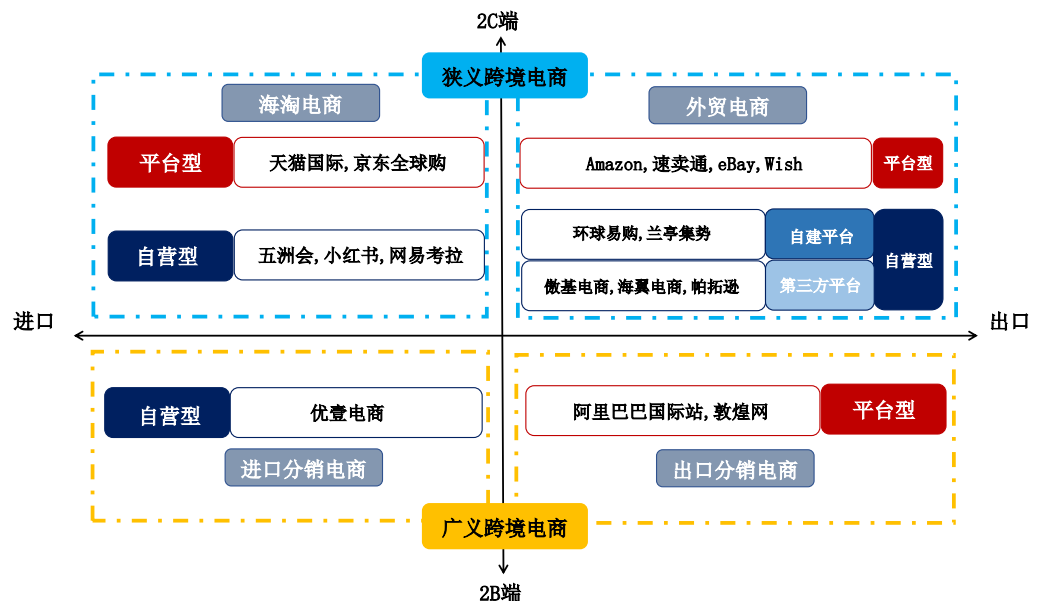 2C端
狭义跨境电商
海淘电商
外贸电商
平台型
天猫国际,京东全球购
Amazon,速卖通,eBay,Wish
平台型
自营型
五洲会,小红书,网易考拉
环球易购,兰亭集势
自建平台
自营型
傲基电商,海翼电商,帕拓逊
第三方平台
进口
出口
自营型
优壹电商
阿里巴巴国际站,敦煌网
平台型
进口分销电商
出口分销电商
广义跨境电商
2B端